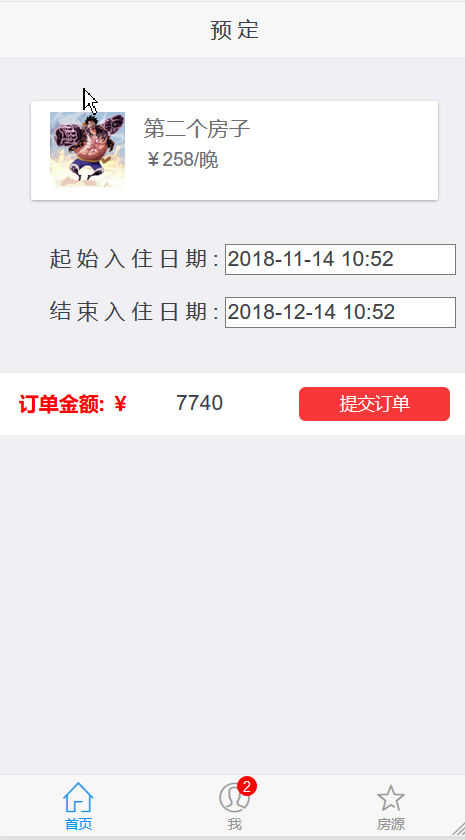 预定
第二个房子
￥258/晚
起始入住日期:
2018-11-14 10:52
结束入住日期:
2018-12-14 10:52
订单金额: ￥ 7740 提交订单
2
首页 我 房源